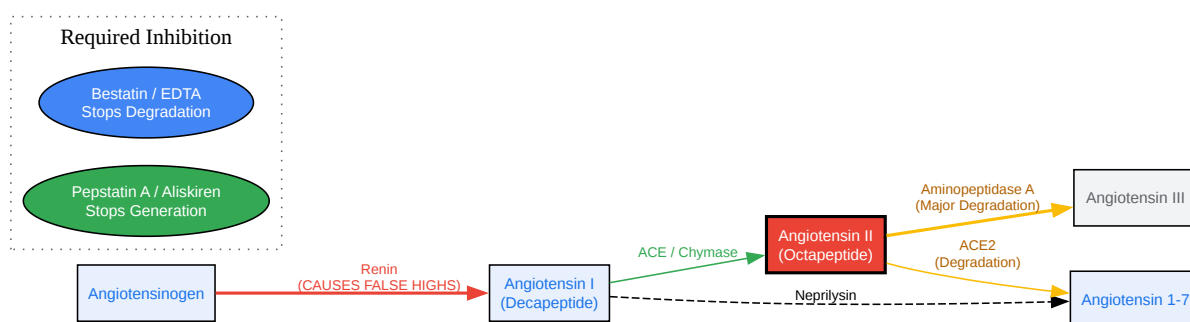 Required Inhibition
Bestatin / EDTA
Stops Degradation
Pepstatin A / Aliskiren
Stops Generation
Angiotensinogen
Renin
(CAUSES FALSE HIGHS)
Angiotensin I
(Decapeptide)
ACE / Chymase
Neprilysin
Angiotensin II
(Octapeptide)
Aminopeptidase A
(Major Degradation)
ACE2
(Degradation)
Angiotensin III
Angiotensin 1-7